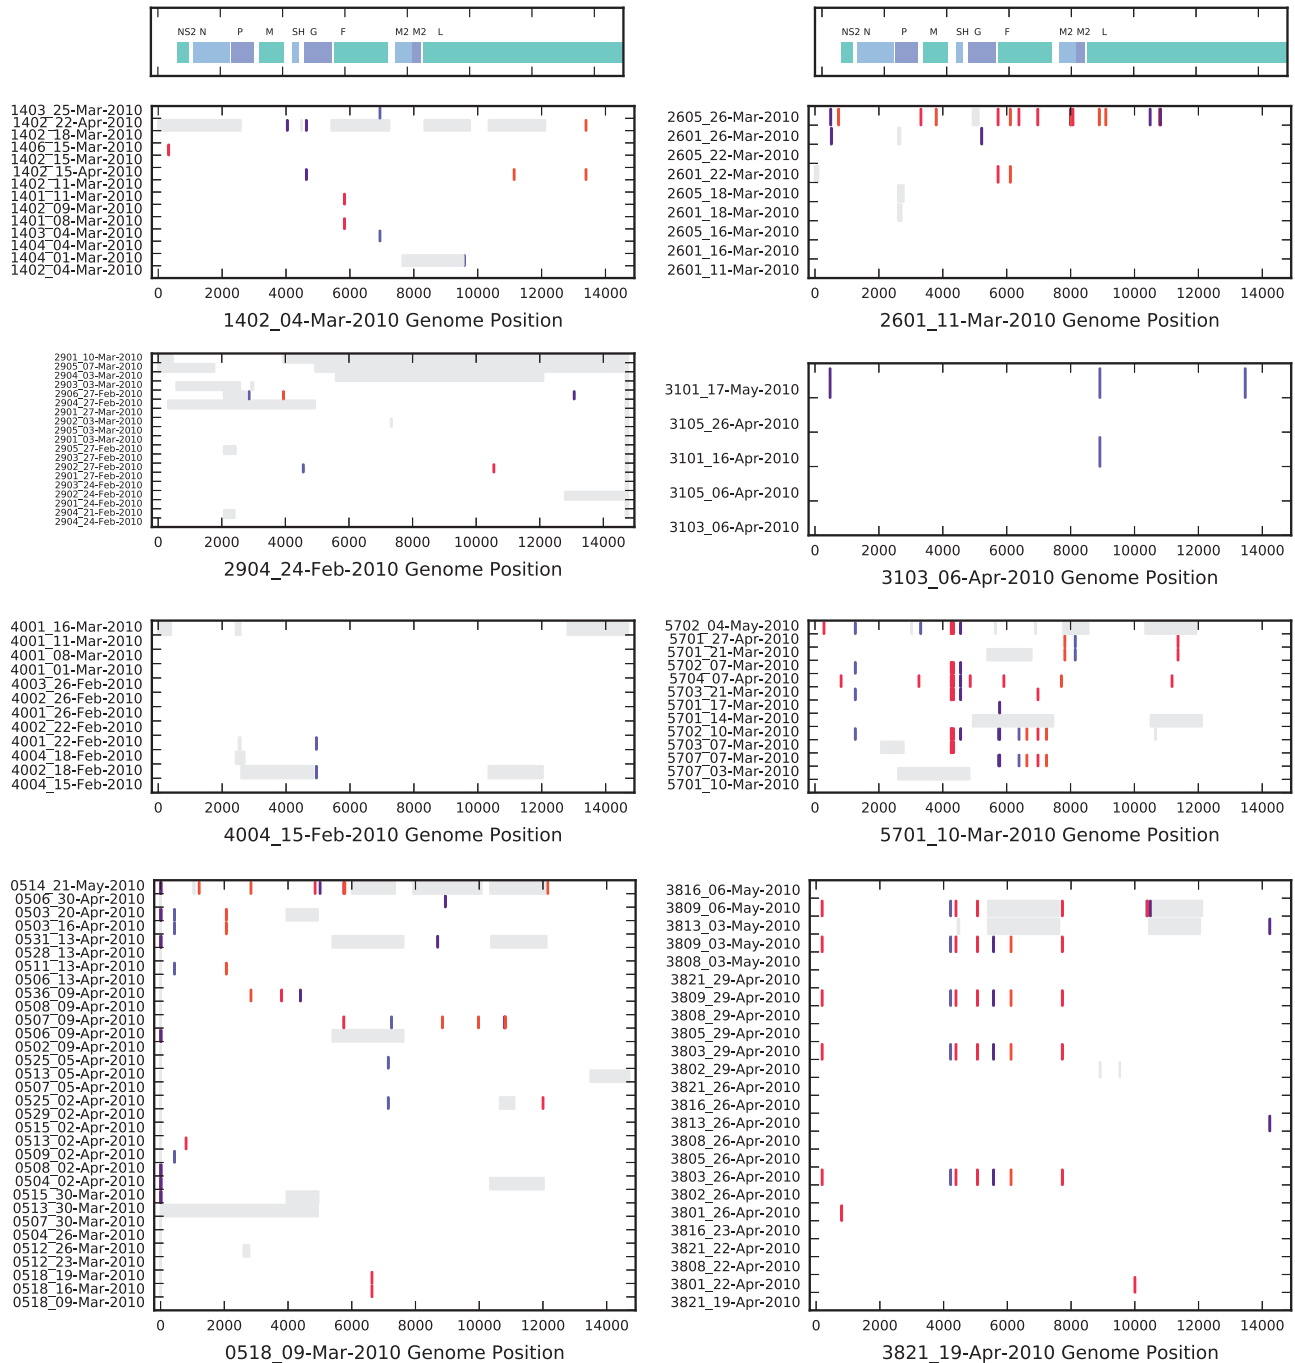 NS2 N P M SH G F M2 M2 L
NS2 N P M SH G F M2 M2 L
1403_25-Mar-2010
1402_22-Apr-2010
1402_18-Mar-2010
1406_15-Mar-2010
1402_15-Mar-2010
1402_15-Apr-2010
1402_11-Mar-2010
1401_11-Mar-2010
1402_09-Mar-2010
1401_08-Mar-2010
1403_04-Mar-2010
1404_04-Mar-2010
1404_01-Mar-2010
1402_04-Mar-2010
0 2000 4000 6000 8000 10000 12000 14000
1402_04-Mar-2010 Genome Position
2605_26-Mar-2010
2601_26-Mar-2010
2605_22-Mar-2010
2601_22-Mar-2010
2605_18-Mar-2010
2601_18-Mar-2010
2605_16-Mar-2010
2601_16-Mar-2010
2601_11-Mar-2010
0 2000 4000 6000 8000 10000 12000 14000
2601_11-Mar-2010 Genome Position
2901_10-Mar-2010
2905_07-Mar-2010
2904_03-Mar-2010
2903_03-Mar-2010
2906_27-Feb-2010
2904_27-Feb-2010
2901_27-Mar-2010
2902_03-Mar-2010
2905_03-Mar-2010
2901_03-Mar-2010
2905_27-Feb-2010
2903_27-Feb-2010
2902_27-Feb-2010
2901_27-Feb-2010
2903_24-Feb-2010
2902_24-Feb-2010
2901_24-Feb-2010
2904_21-Feb-2010
2904_24-Feb-2010
0 2000 4000 6000 8000 10000 12000 14000
2904_24-Feb-2010 Genome Position
3101_17-May-2010
3105_26-Apr-2010
3101_16-Apr-2010
3105_06-Apr-2010
3103_06-Apr-2010
0 2000 4000 6000 8000 10000 12000 14000
3103_06-Apr-2010 Genome Position
4001_16-Mar-2010
4001_11-Mar-2010
4001_08-Mar-2010
4001_01-Mar-2010
4003_26-Feb-2010
4002_26-Feb-2010
4001_26-Feb-2010
4002_22-Feb-2010
4001_22-Feb-2010
4004_18-Feb-2010
4002_18-Feb-2010
4004_15-Feb-2010
0 2000 4000 6000 8000 10000 12000 14000
4004_15-Feb-2010 Genome Position
5702_04-May-2010
5701_27-Apr-2010
5701_21-Mar-2010
5702_07-Mar-2010
5704_07-Apr-2010
5703_21-Mar-2010
5701_17-Mar-2010
5701_14-Mar-2010
5702_10-Mar-2010
5703_07-Mar-2010
5707_07-Mar-2010
5707_03-Mar-2010
5701_10-Mar-2010
0 2000 4000 6000 8000 10000 12000 14000
5701_10-Mar-2010 Genome Position
0514_21-May-2010
0506_30-Apr-2010
0503_20-Apr-2010
0503_16-Apr-2010
0531_13-Apr-2010
0528_13-Apr-2010
0511_13-Apr-2010
0506_13-Apr-2010
0536_09-Apr-2010
0508_09-Apr-2010
0507_09-Apr-2010
0506_09-Apr-2010
0502_09-Apr-2010
0525_05-Apr-2010
0513_05-Apr-2010
0507_05-Apr-2010
0525_02-Apr-2010
0529_02-Apr-2010
0515_02-Apr-2010
0513_02-Apr-2010
0509_02-Apr-2010
0508_02-Apr-2010
0504_02-Apr-2010
0515_30-Mar-2010
0513_30-Mar-2010
0507_30-Mar-2010
0504_26-Mar-2010
0512_26-Mar-2010
0512_23-Mar-2010
0518_19-Mar-2010
0518_16-Mar-2010
0518_09-Mar-2010
0 2000 4000 6000 8000 10000 12000 14000
0518_09-Mar-2010 Genome Position
3816_06-May-2010
3809_06-May-2010
3813_03-May-2010
3809_03-May-2010
3808_03-May-2010
3821_29-Apr-2010
3809_29-Apr-2010
3808_29-Apr-2010
3805_29-Apr-2010
3803_29-Apr-2010
3802_29-Apr-2010
3821_26-Apr-2010
3816_26-Apr-2010
3813_26-Apr-2010
3808_26-Apr-2010
3805_26-Apr-2010
3803_26-Apr-2010
3802_26-Apr-2010
3801_26-Apr-2010
3816_23-Apr-2010
3821_22-Apr-2010
3808_22-Apr-2010
3801_22-Apr-2010
3821_19-Apr-2010
0 2000 4000 6000 8000 10000 12000 14000
3821_19-Apr-2010 Genome Position